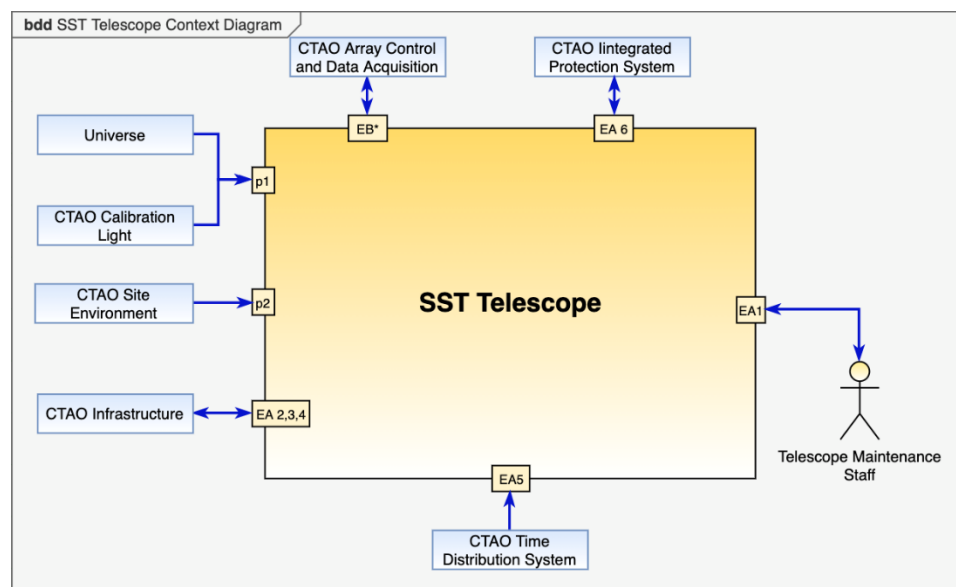 bdd SST Telescope Context Diagram
CTAO Array Control
and Data Acquisition
CTAO Iintegrated
Protection System
EB*
EA 6
Universe
p1
CTAO Calibration
Light
CTAO Site
Environment
p2
SST Telescope
EA1
CTAO Infrastructure
EA 2,3,4
Telescope Maintenance
Staff
EA5
CTAO Time
Distribution System